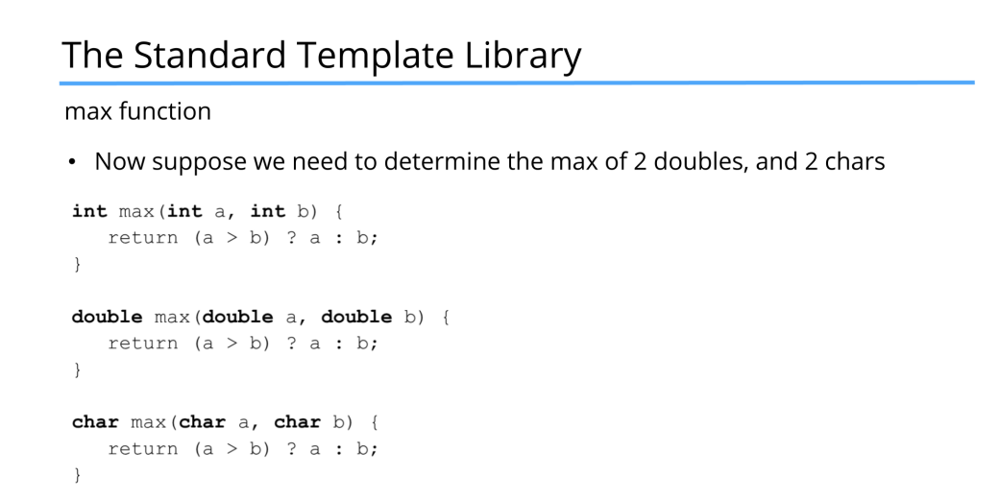 The Standard Template Library
max function
• Now suppose we need to determine the max of 2 doubles, and 2 chars
int max(int a, int b) {
   return (a > b) ? a : b;
}
double max(double a, double b) {
   return (a > b) ? a : b;
}
char max(char a, char b) {
   return (a > b) ? a : b;
}